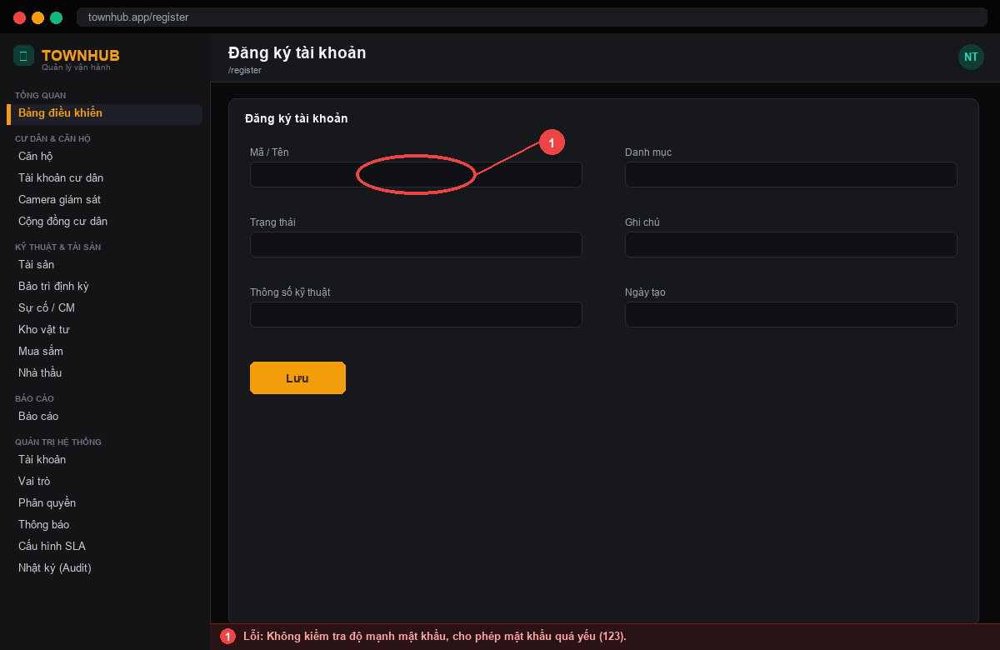 townhub.app/register
TOWNHUB
Quản lý vận hành
TỔNG QUAN
Bảng điều khiển
CƯ DÂN & CĂN HỘ
Căn hộ
Tài khoản cư dân
Camera giám sát
Cộng đồng cư dân
KỸ THUẬT & TÀI SẢN
Tài sản
Bảo trì định kỳ
Sự cố / CM
Kho vật tư
Mua sắm
Nhà thầu
BÁO CÁO
Báo cáo
QUẢN TRỊ HỆ THỐNG
Tài khoản
Vai trò
Phân quyền
Thông báo
Cấu hình SLA
Nhật ký (Audit)
Đăng ký tài khoản
/register
NT
Đăng ký tài khoản
1
Mã / Tên
Danh mục
Trạng thái
Ghi chú
Thông số kỹ thuật
Ngày tạo
Lưu
1 Lỗi: Không kiểm tra độ mạnh mật khẩu, cho phép mật khẩu quá yếu (123).